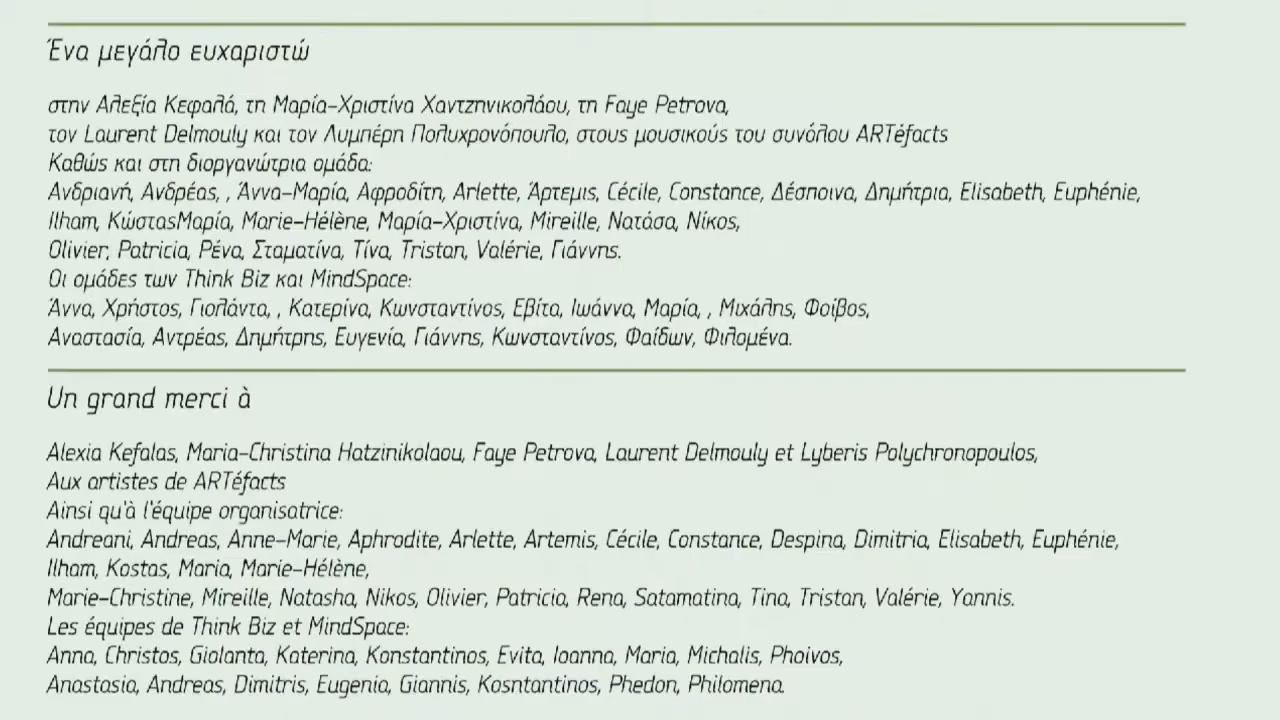 Ένα μεγάλο ευχαριστώ
στην Αλεξία Κεφαλά, τη Μαρία-Χριστίνα Χαντζηνικολάου, τη Faye Petrova,
τον Laurent Delmouly και τον Λυμπέρη Πολυχρονόπουλο, στους μουσικούς του συνόλου ARTéfacts
Καθώς και στη διοργανώτρια ομάδα:
Ανδριανή, Ανδρέας, , Άννα-Μαρία, Αφροδίτη, Arlette, Άρτεμις, Cécile, Constance, Δέσποινα, Δημήτρια, Elisabeth, Euphénie,
Ilham, ΚώσταςΜαρία, Marie-Hélène, Μαρία-Χριστίνα, Mireille, Νατάσα, Νίκος,
Olivier, Patricia, Ρένα, Σταματίνα, Τίνα, Tristan, Valérie, Γιάννης.
Οι ομάδες των Think Biz και MindSpace:
Άννα, Χρήστος, Γιολάντα, , Κατερίνα, Κωνσταντίνος, Εβίτα, Ιωάννα, Μαρία, , Μιχάλης, Φοίβος,
Αναστασία, Αντρέας, Δημήτρης, Ευγενία, Γιάννης, Κωνσταντίνος, Φαίδων, Φιλομένα.
Un grand merci à
Alexia Kefalas, Maria-Christina Hatzinikolaou, Faye Petrova, Laurent Delmouly et Lyberis Polychronopoulos,
Aux artistes de ARTéfacts
Ainsi qu'à l'équipe organisatrice:
Andreani, Andreas, Anne-Marie, Aphrodite, Arlette, Artemis, Cécile, Constance, Despina, Dimitria, Elisabeth, Euphénie,
Ilham, Kostas, Maria, Marie-Hélène,
Marie-Christine, Mireille, Natasha, Nikos, Olivier, Patricia, Rena, Satamatina, Tina, Tristan, Valérie, Yannis.
Les équipes de Think Biz et MindSpace:
Anna, Christos, Giolanta, Katerina, Konstantinos, Evita, Ioanna, Maria, Michalis, Phoivos,
Anastasia, Andreas, Dimitris, Eugenia, Giannis, Kosntantinos, Phedon, Philomena.